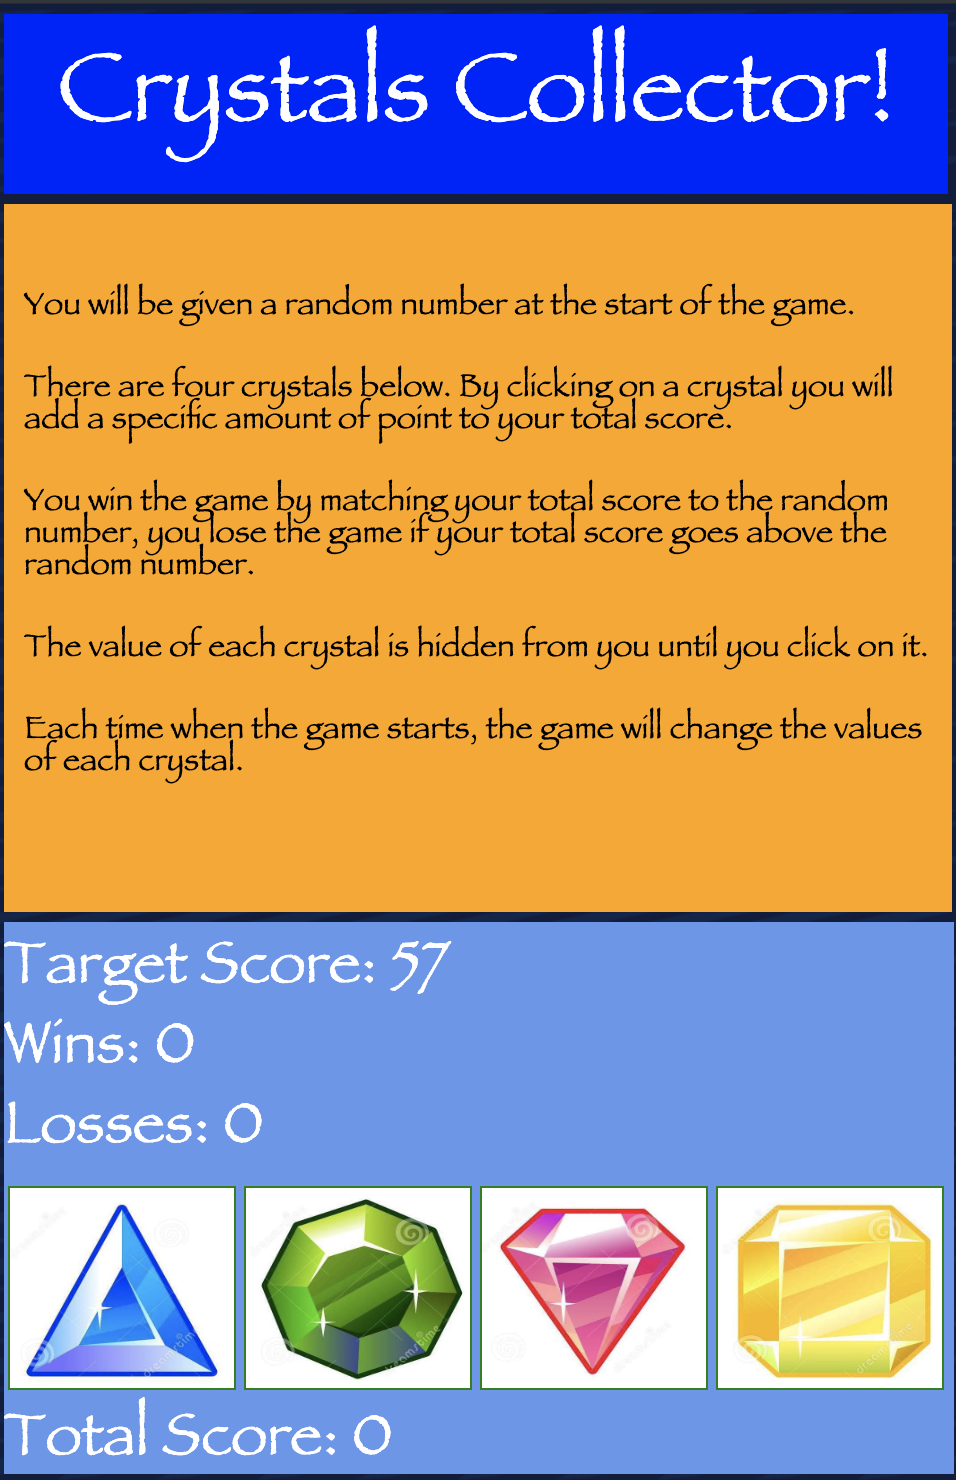 Crystals Collector!
You will be given a random number at the start of the game.
There are four crystals below. By clicking on a crystal you will
add a specific amount of point to your total score.
You win the game by matching your total score to the random
number, you lose the game if your total score goes above the
random number.
The value of each crystal is hidden from you until you click on it.
Each time when the game starts, the game will change the values
of each crystal.
Target Score: 57
Wins: 0
Losses: 0
Total Score: 0